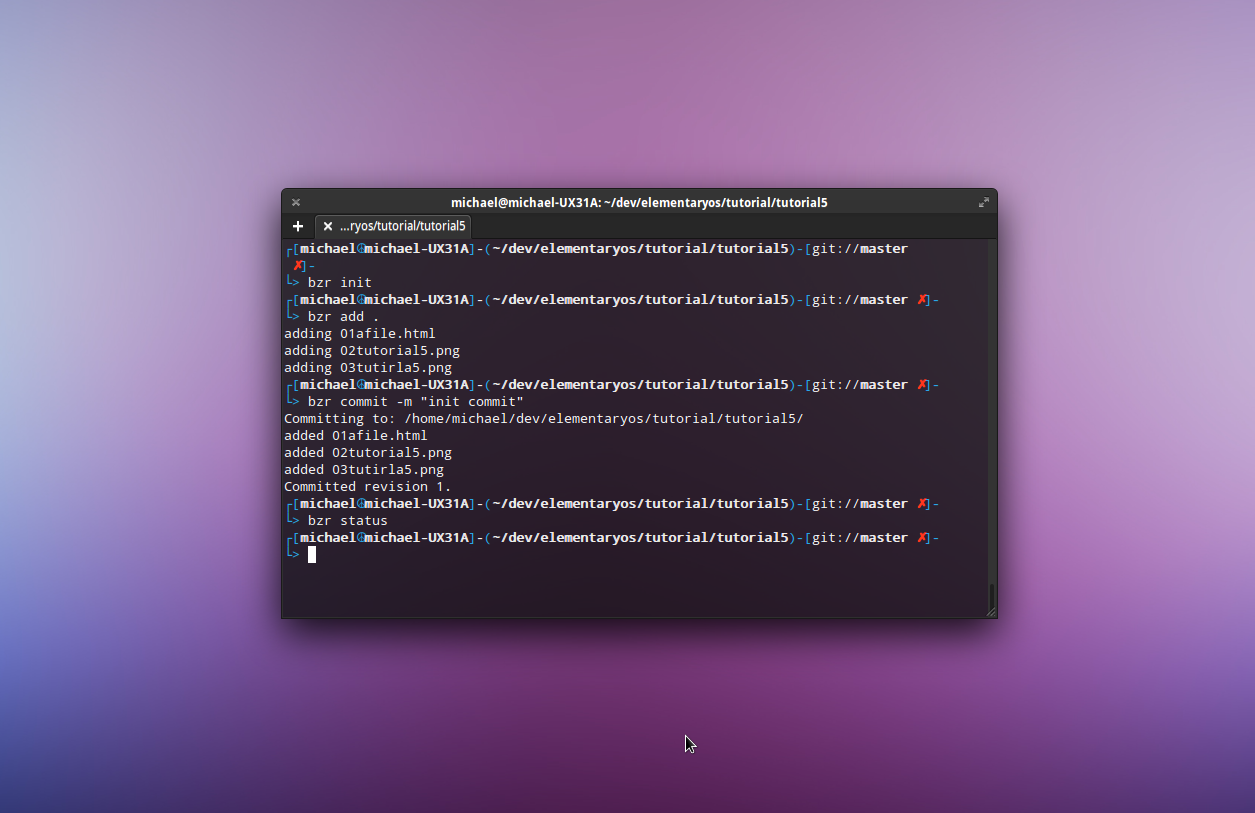 michael@michael-UX31A: ~/dev/elementaryos/tutorial/tutorial5
+ × ...ryos/tutorial/tutorial5
┌[michael☮michael-UX31A]-(~/dev/elementaryos/tutorial/tutorial5)-[git://master
✗]-
└> bzr init
┌[michael☮michael-UX31A]-(~/dev/elementaryos/tutorial/tutorial5)-[git://master ✗]-
└> bzr add .
adding 01afile.html
adding 02tutorial5.png
adding 03tutirla5.png
┌[michael☮michael-UX31A]-(~/dev/elementaryos/tutorial/tutorial5)-[git://master ✗]-
└> bzr commit -m "init commit"
Committing to: /home/michael/dev/elementaryos/tutorial/tutorial5/
added 01afile.html
added 02tutorial5.png
added 03tutirla5.png
Committed revision 1.
┌[michael☮michael-UX31A]-(~/dev/elementaryos/tutorial/tutorial5)-[git://master ✗]-
└> bzr status
┌[michael☮michael-UX31A]-(~/dev/elementaryos/tutorial/tutorial5)-[git://master ✗]-
└>